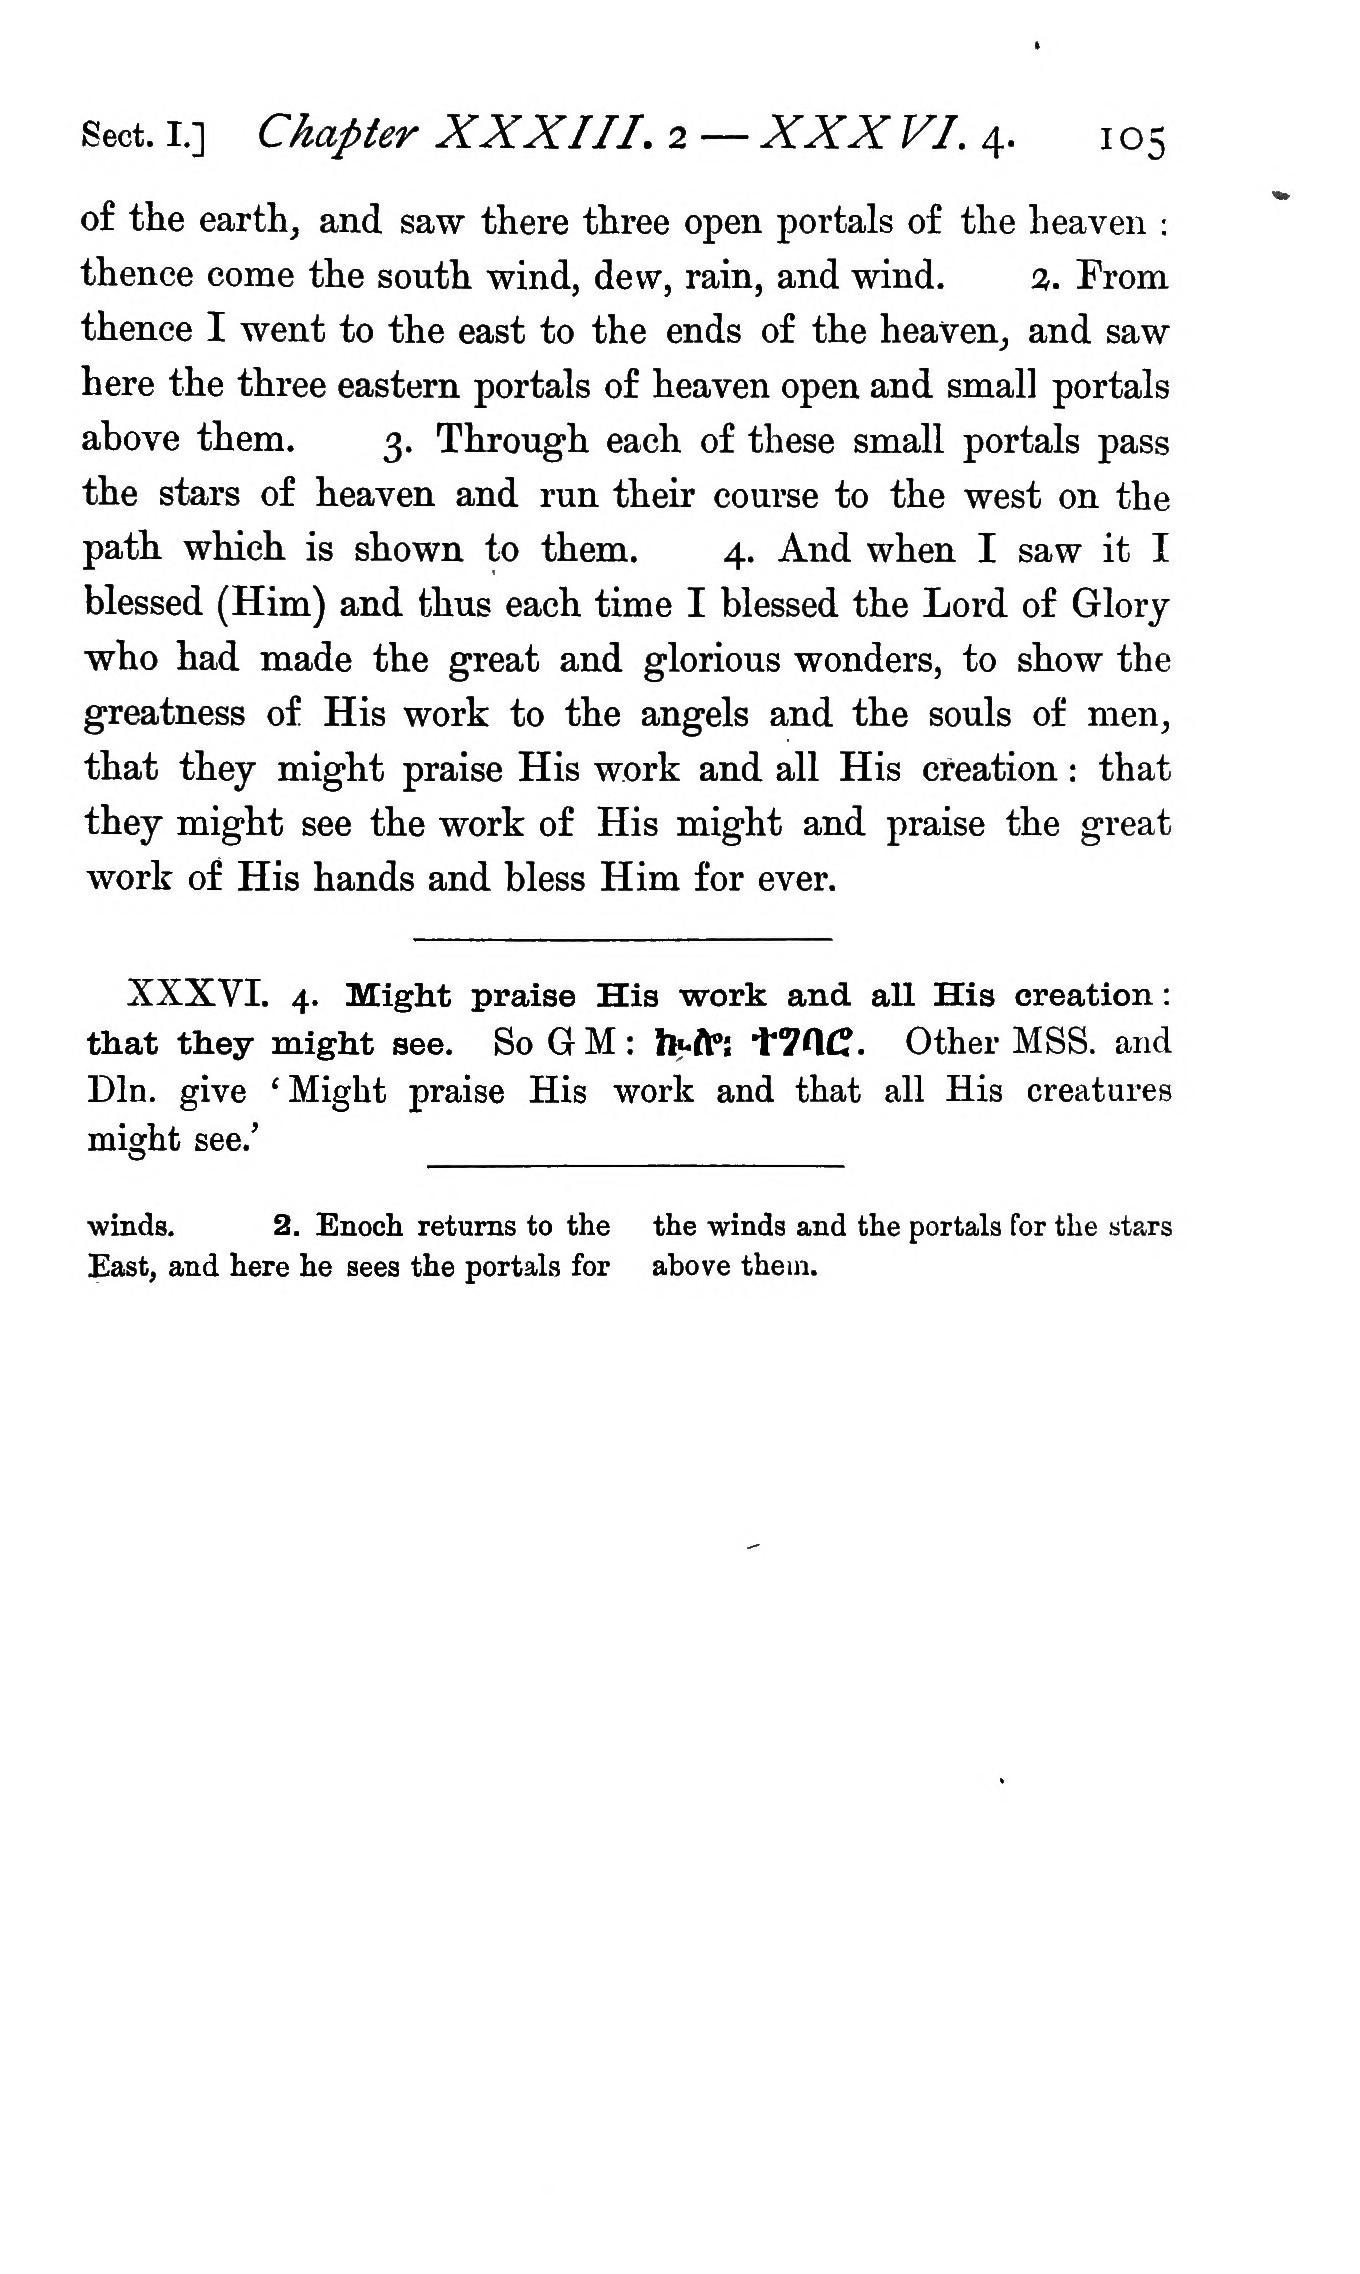 Sect. I.] Chapter XXXIII. 2 — XXXVI. 4. 105
of the earth, and saw there three open portals of the heaven :
thence come the south wind, dew, rain, and wind. 2. From
thence I went to the east to the ends of the heaven, and saw
here the three eastern portals of heaven open and small portals
above them. 3. Through each of these small portals pass
the stars of heaven and run their course to the west on the
path which is shown to them. 4. And when I saw it I
blessed (Him) and thus each time I blessed the Lord of Glory
who had made the great and glorious wonders, to show the
greatness of His work to the angels and the souls of men,
that they might praise His work and all His creation : that
they might see the work of His might and praise the great
work of His hands and bless Him for ever.
XXXVI. 4. Might praise His work and all His creation :
that they might see. So G M : ኵሎ፡ ተግባሮ. Other MSS. and
Dln. give ‘Might praise His work and that all His creatures
might see.’
winds. 2. Enoch returns to the
East, and here he sees the portals for
the winds and the portals for the stars
above them.